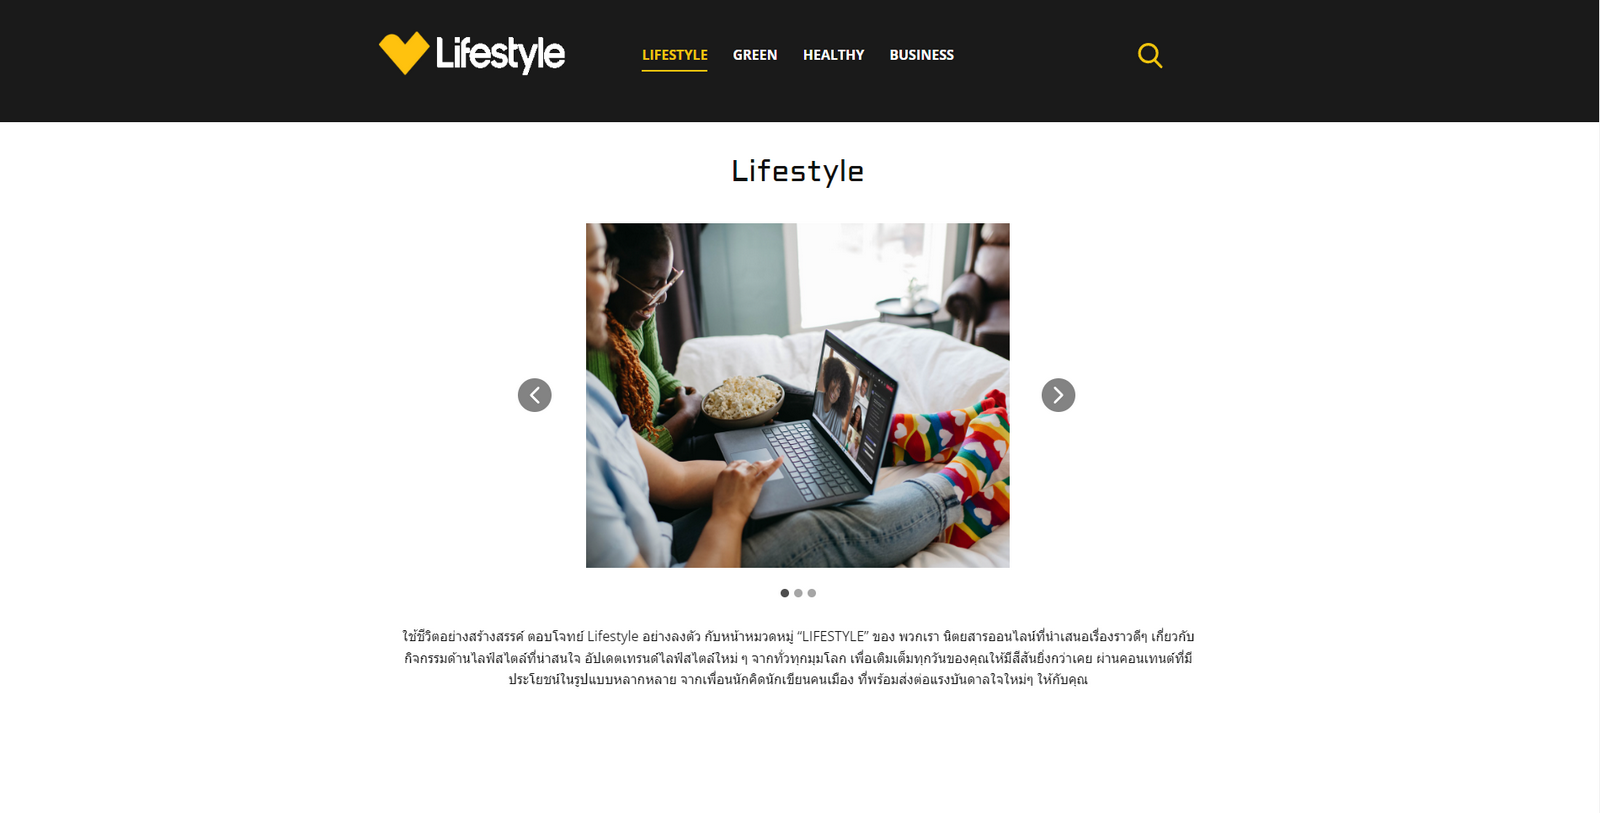 Lifestyle
LIFESTYLE GREEN HEALTHY BUSINESS
Lifestyle
ใช้ชีวิตอย่างสร้างสรรค์ ตอบโจทย์ Lifestyle อย่างลงตัว กับหน้าหมวดหมู่ “LIFESTYLE” ของ พวกเรา นิตยสารออนไลน์ที่นำเสนอเรื่องราวดีๆ เกี่ยวกับ
กิจกรรมด้านไลฟ์สไตล์ที่น่าสนใจ อัปเดตเทรนด์ไลฟ์สไตล์ใหม่ ๆ จากทั่วทุกมุมโลก เพื่อเติมเต็มทุกวันของคุณให้มีสีสันยิ่งกว่าเคย ผ่านคอนเทนต์ที่มี
ประโยชน์ในรูปแบบหลากหลาย จากเพื่อนนักคิดนักเขียนคนเมือง ที่พร้อมส่งต่อแรงบันดาลใจใหม่ๆ ให้กับคุณ